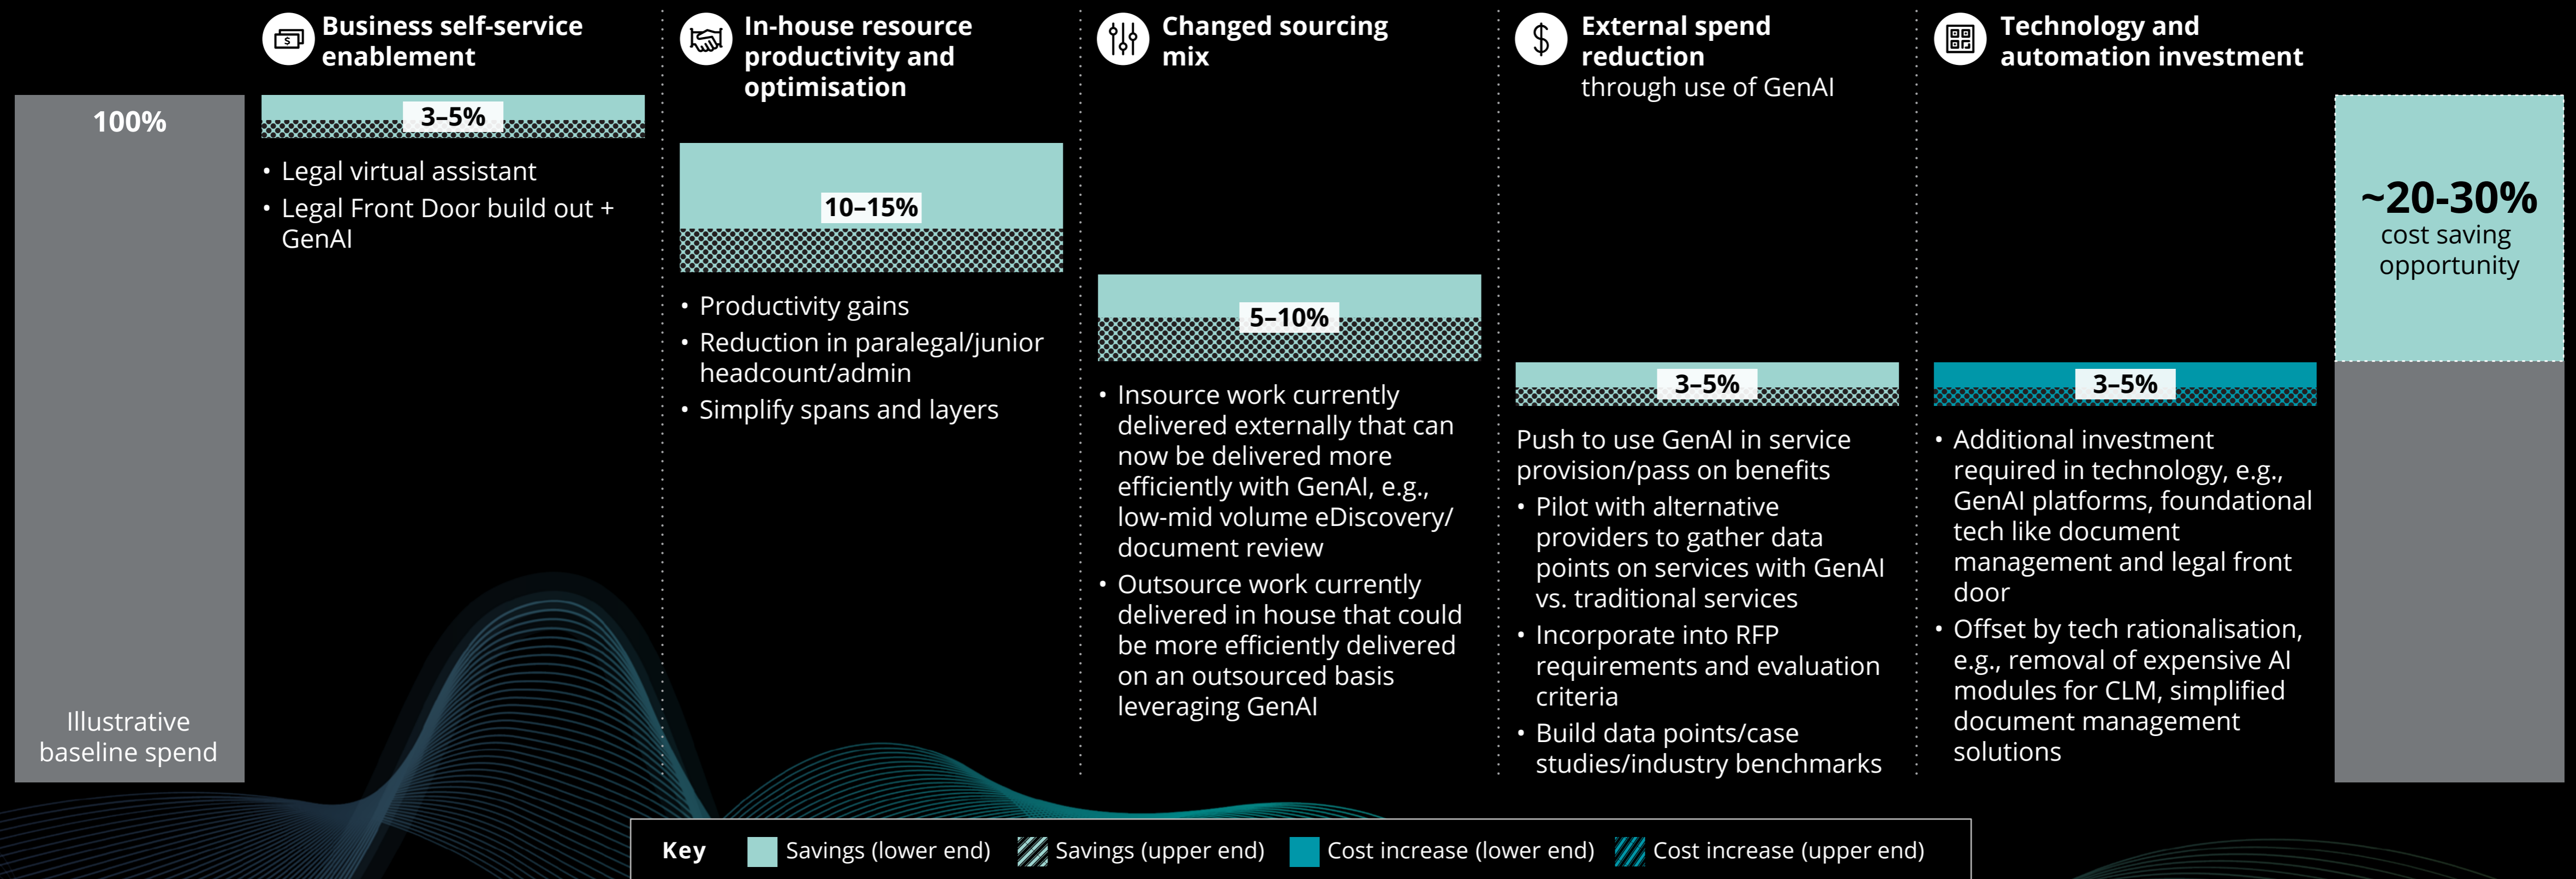 100%
Illustrative
baseline spend
Business self-service
enablement
3–5%
• Legal virtual assistant
• Legal Front Door build out +
GenAI
In-house resource
productivity and
optimisation
10–15%
• Productivity gains
• Reduction in paralegal/junior
headcount/admin
• Simplify spans and layers
Changed sourcing
mix
5–10%
• Insource work currently
delivered externally that can
now be delivered more
efficiently with GenAI, e.g.,
low-mid volume eDiscovery/
document review
• Outsource work currently
delivered in house that could
be more efficiently delivered
on an outsourced basis
leveraging GenAI
External spend
reduction
through use of GenAI
3–5%
Push to use GenAI in service
provision/pass on benefits
• Pilot with alternative
providers to gather data
points on services with GenAI
vs. traditional services
• Incorporate into RFP
requirements and evaluation
criteria
• Build data points/case
studies/industry benchmarks
Technology and
automation investment
3–5%
• Additional investment
required in technology, e.g.,
GenAI platforms, foundational
tech like document
management and legal front
door
• Offset by tech rationalisation,
e.g., removal of expensive AI
modules for CLM, simplified
document management
solutions
~20-30%
cost saving
opportunity
Key
Savings (lower end)
Savings (upper end)
Cost increase (lower end)
Cost increase (upper end)